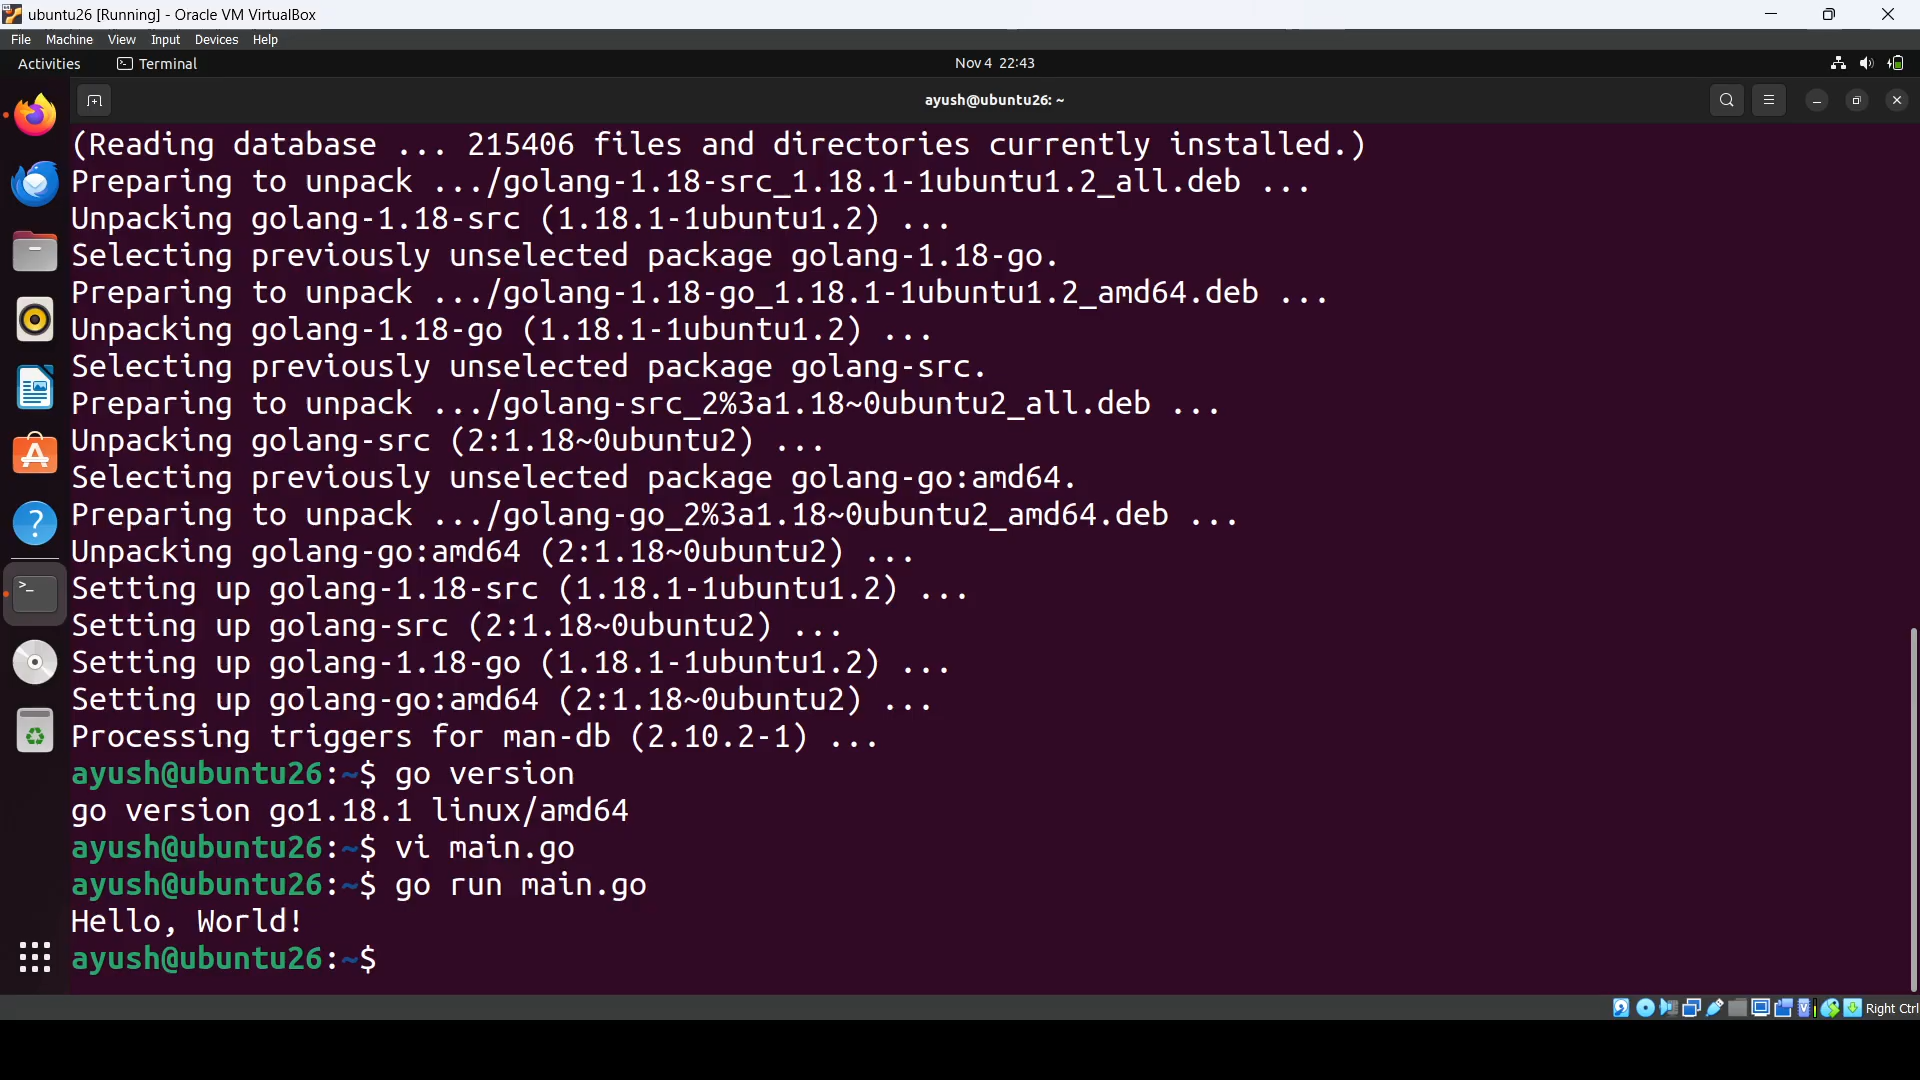 ubuntu26 [Running] - Oracle VM VirtualBox
File Machine View Input Devices Help
Activities Terminal Nov 4 22:43
ayush@ubuntu26: ~
(Reading database ... 215406 files and directories currently installed.)
Preparing to unpack .../golang-1.18-src_1.18.1-1ubuntu1.2_all.deb ...
Unpacking golang-1.18-src (1.18.1-1ubuntu1.2) ...
Selecting previously unselected package golang-1.18-go.
Preparing to unpack .../golang-1.18-go_1.18.1-1ubuntu1.2_amd64.deb ...
Unpacking golang-1.18-go (1.18.1-1ubuntu1.2) ...
Selecting previously unselected package golang-src.
Preparing to unpack .../golang-src_2%3a1.18~0ubuntu2_all.deb ...
Unpacking golang-src (2:1.18~0ubuntu2) ...
Selecting previously unselected package golang-go:amd64.
Preparing to unpack .../golang-go_2%3a1.18~0ubuntu2_amd64.deb ...
Unpacking golang-go:amd64 (2:1.18~0ubuntu2) ...
Setting up golang-1.18-src (1.18.1-1ubuntu1.2) ...
Setting up golang-src (2:1.18~0ubuntu2) ...
Setting up golang-1.18-go (1.18.1-1ubuntu1.2) ...
Setting up golang-go:amd64 (2:1.18~0ubuntu2) ...
Processing triggers for man-db (2.10.2-1) ...
ayush@ubuntu26:~$ go version
go version go1.18.1 linux/amd64
ayush@ubuntu26:~$ vi main.go
ayush@ubuntu26:~$ go run main.go
Hello, World!
ayush@ubuntu26:~$
Right Ctrl